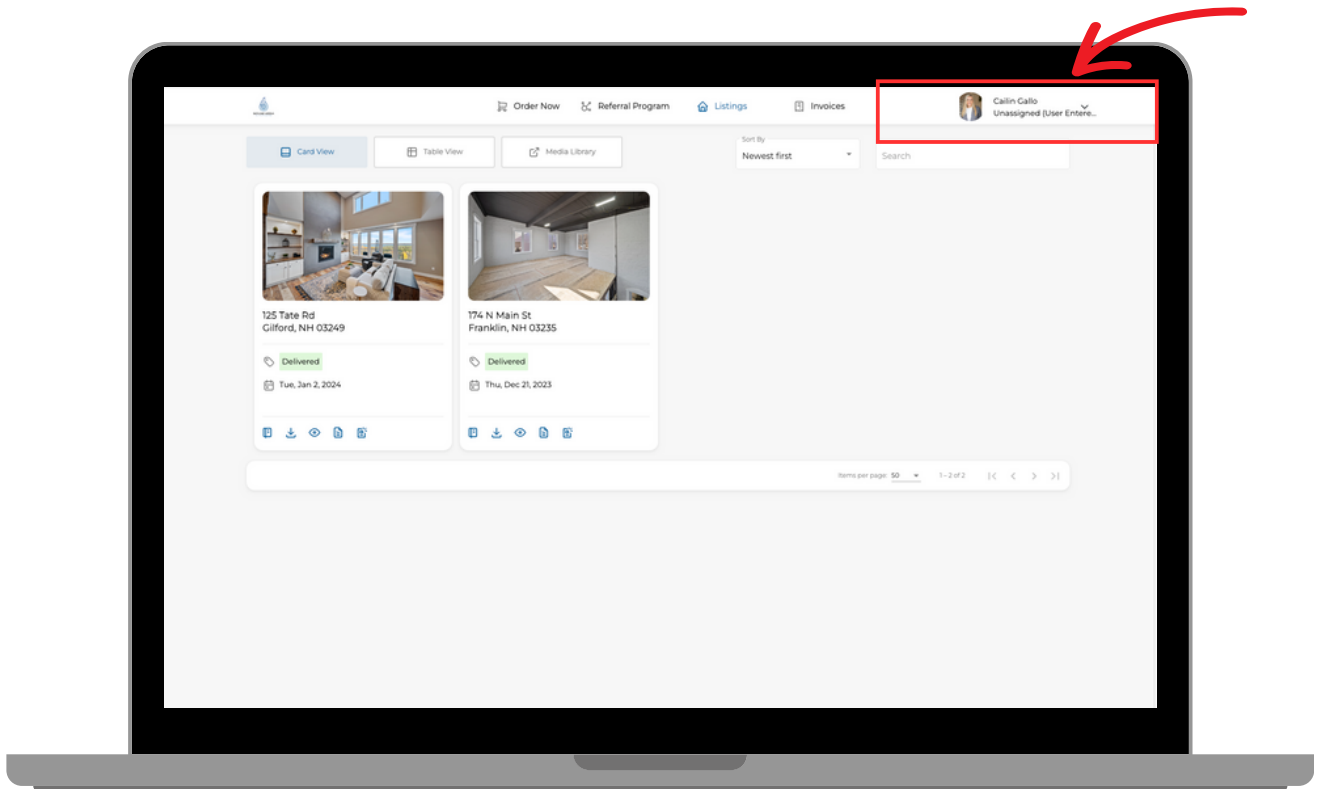 Order Now
Referral Program
Listings
Invoices
Cailin Gallo
Unassigned (User Entere...
Card View
Table View
Media Library
Sort By
Newest first
Search
125 Tate Rd
Gilford, NH 03249
Delivered
Tue, Jan 2, 2024
174 N Main St
Franklin, NH 03235
Delivered
Thu, Dec 21, 2023
Items per page: 50
1 – 2 of 2